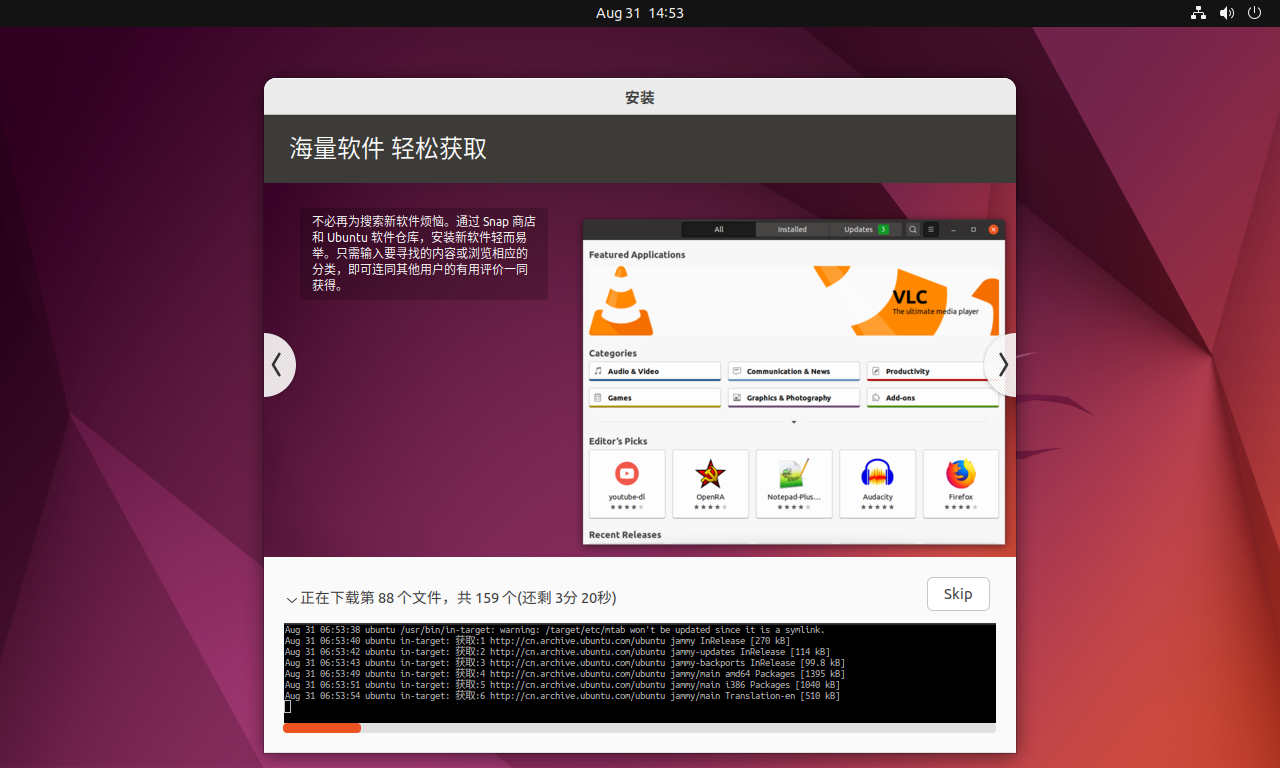 Aug 31 14:53
安装
海量软件 轻松获取
不必再为搜索新软件烦恼。通过 Snap 商店
和 Ubuntu 软件仓库，安装新软件轻而易
举。只需输入要寻找的内容或浏览相应的
分类，即可连同其他用户的有用评价一同
获得。
All Installed Updates 3
Featured Applications
VLC
The ultimate media player
Categories
Audio & Video Communication & News Productivity
Games Graphics & Photography Add-ons
Editor's Picks
youtube-dl OpenRA Notepad-Plus... Audacity Firefox
Recent Releases
正在下载第 88 个文件，共 159 个(还剩 3分 20秒)
Skip
Aug 31 06:53:38 ubuntu /usr/bin/in-target: warning: /target/etc/mtab won't be updated since it is a symlink.
Aug 31 06:53:40 ubuntu in-target: 获取:1 http://cn.archive.ubuntu.com/ubuntu jammy InRelease [270 kB]
Aug 31 06:53:42 ubuntu in-target: 获取:2 http://cn.archive.ubuntu.com/ubuntu jammy-updates InRelease [114 kB]
Aug 31 06:53:43 ubuntu in-target: 获取:3 http://cn.archive.ubuntu.com/ubuntu jammy-backports InRelease [99.8 kB]
Aug 31 06:53:49 ubuntu in-target: 获取:4 http://cn.archive.ubuntu.com/ubuntu jammy/main amd64 Packages [1395 kB]
Aug 31 06:53:51 ubuntu in-target: 获取:5 http://cn.archive.ubuntu.com/ubuntu jammy/main i386 Packages [1040 kB]
Aug 31 06:53:54 ubuntu in-target: 获取:6 http://cn.archive.ubuntu.com/ubuntu jammy/main Translation-en [510 kB]